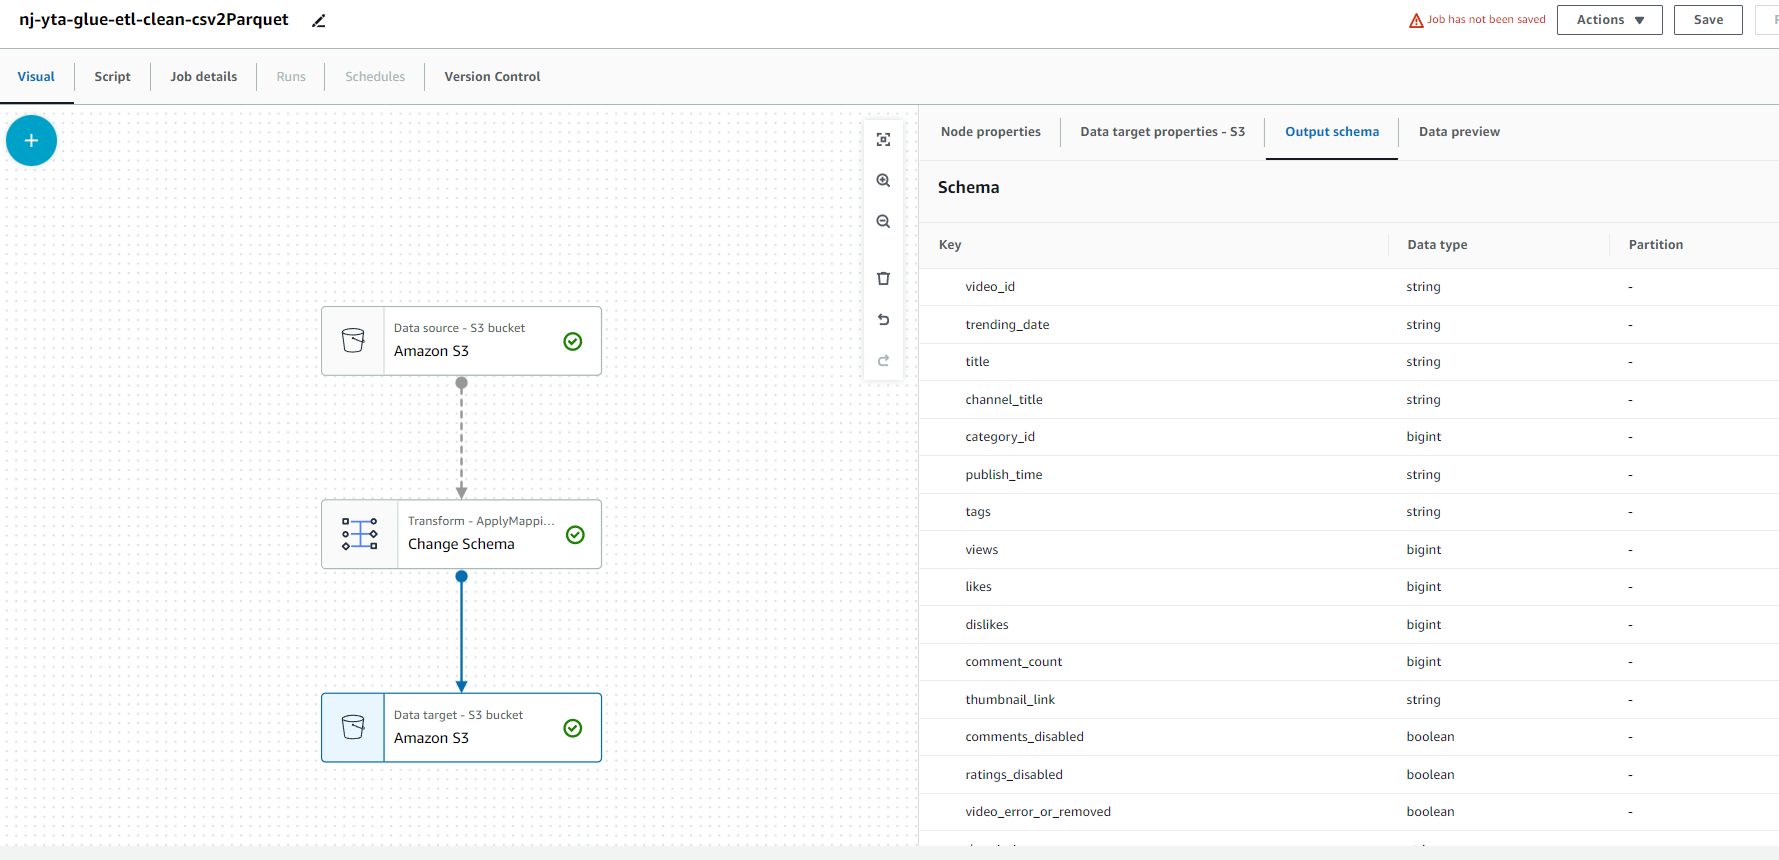 nj-yta-glue-etl-clean-csv2Parquet
Job has not been saved
Actions
Save
Visual
Script
Job details
Runs
Schedules
Version Control
Data source - S3 bucket
Amazon S3
Transform - ApplyMappi...
Change Schema
Data target - S3 bucket
Amazon S3
Node properties
Data target properties - S3
Output schema
Data preview
Schema
Key Data type Partition
video_id string -
trending_date string -
title string -
channel_title string -
category_id bigint -
publish_time string -
tags string -
views bigint -
likes bigint -
dislikes bigint -
comment_count bigint -
thumbnail_link string -
comments_disabled boolean -
ratings_disabled boolean -
video_error_or_removed boolean -